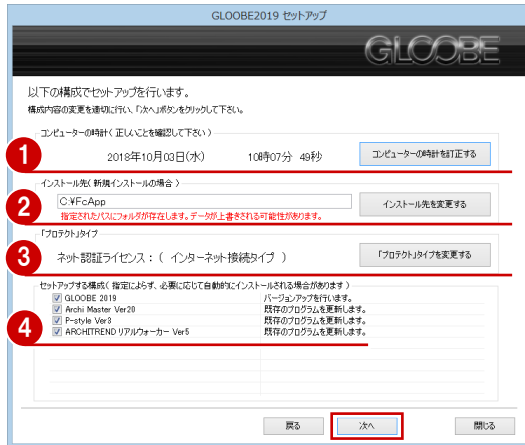 GLOOBE2019 セットアップ
GLOOBE
以下の構成でセットアップを行います。
構成内容の変更を適切に行い、「次へ」ボタンをクリックして下さい。
コンピューターの時計( 正しいことを確認して下さい )
1
2018年10月03日(水) 10時07分 49秒
コンピューターの時計を訂正する
インストール先( 新規インストールの場合 )
2
C:¥FcApp
インストール先を変更する
指定されたパスにフォルダが存在します。データが上書きされる可能性があります。
「プロテクト」タイプ
3
ネット認証ライセンス : ( インターネット接続タイプ )
「プロテクト」タイプを変更する
セットアップする構成( 指定によらず、必要に応じて自動的にインストールされる場合があります )
GLOOBE 2019 バージョンアップを行います。
Archi Master Ver20 既存のプログラムを更新します。
P-style Ver3 既存のプログラムを更新します。
4
ARCHITREND リアルウォーカー Ver5 既存のプログラムを更新します。
戻る 次へ 閉じる